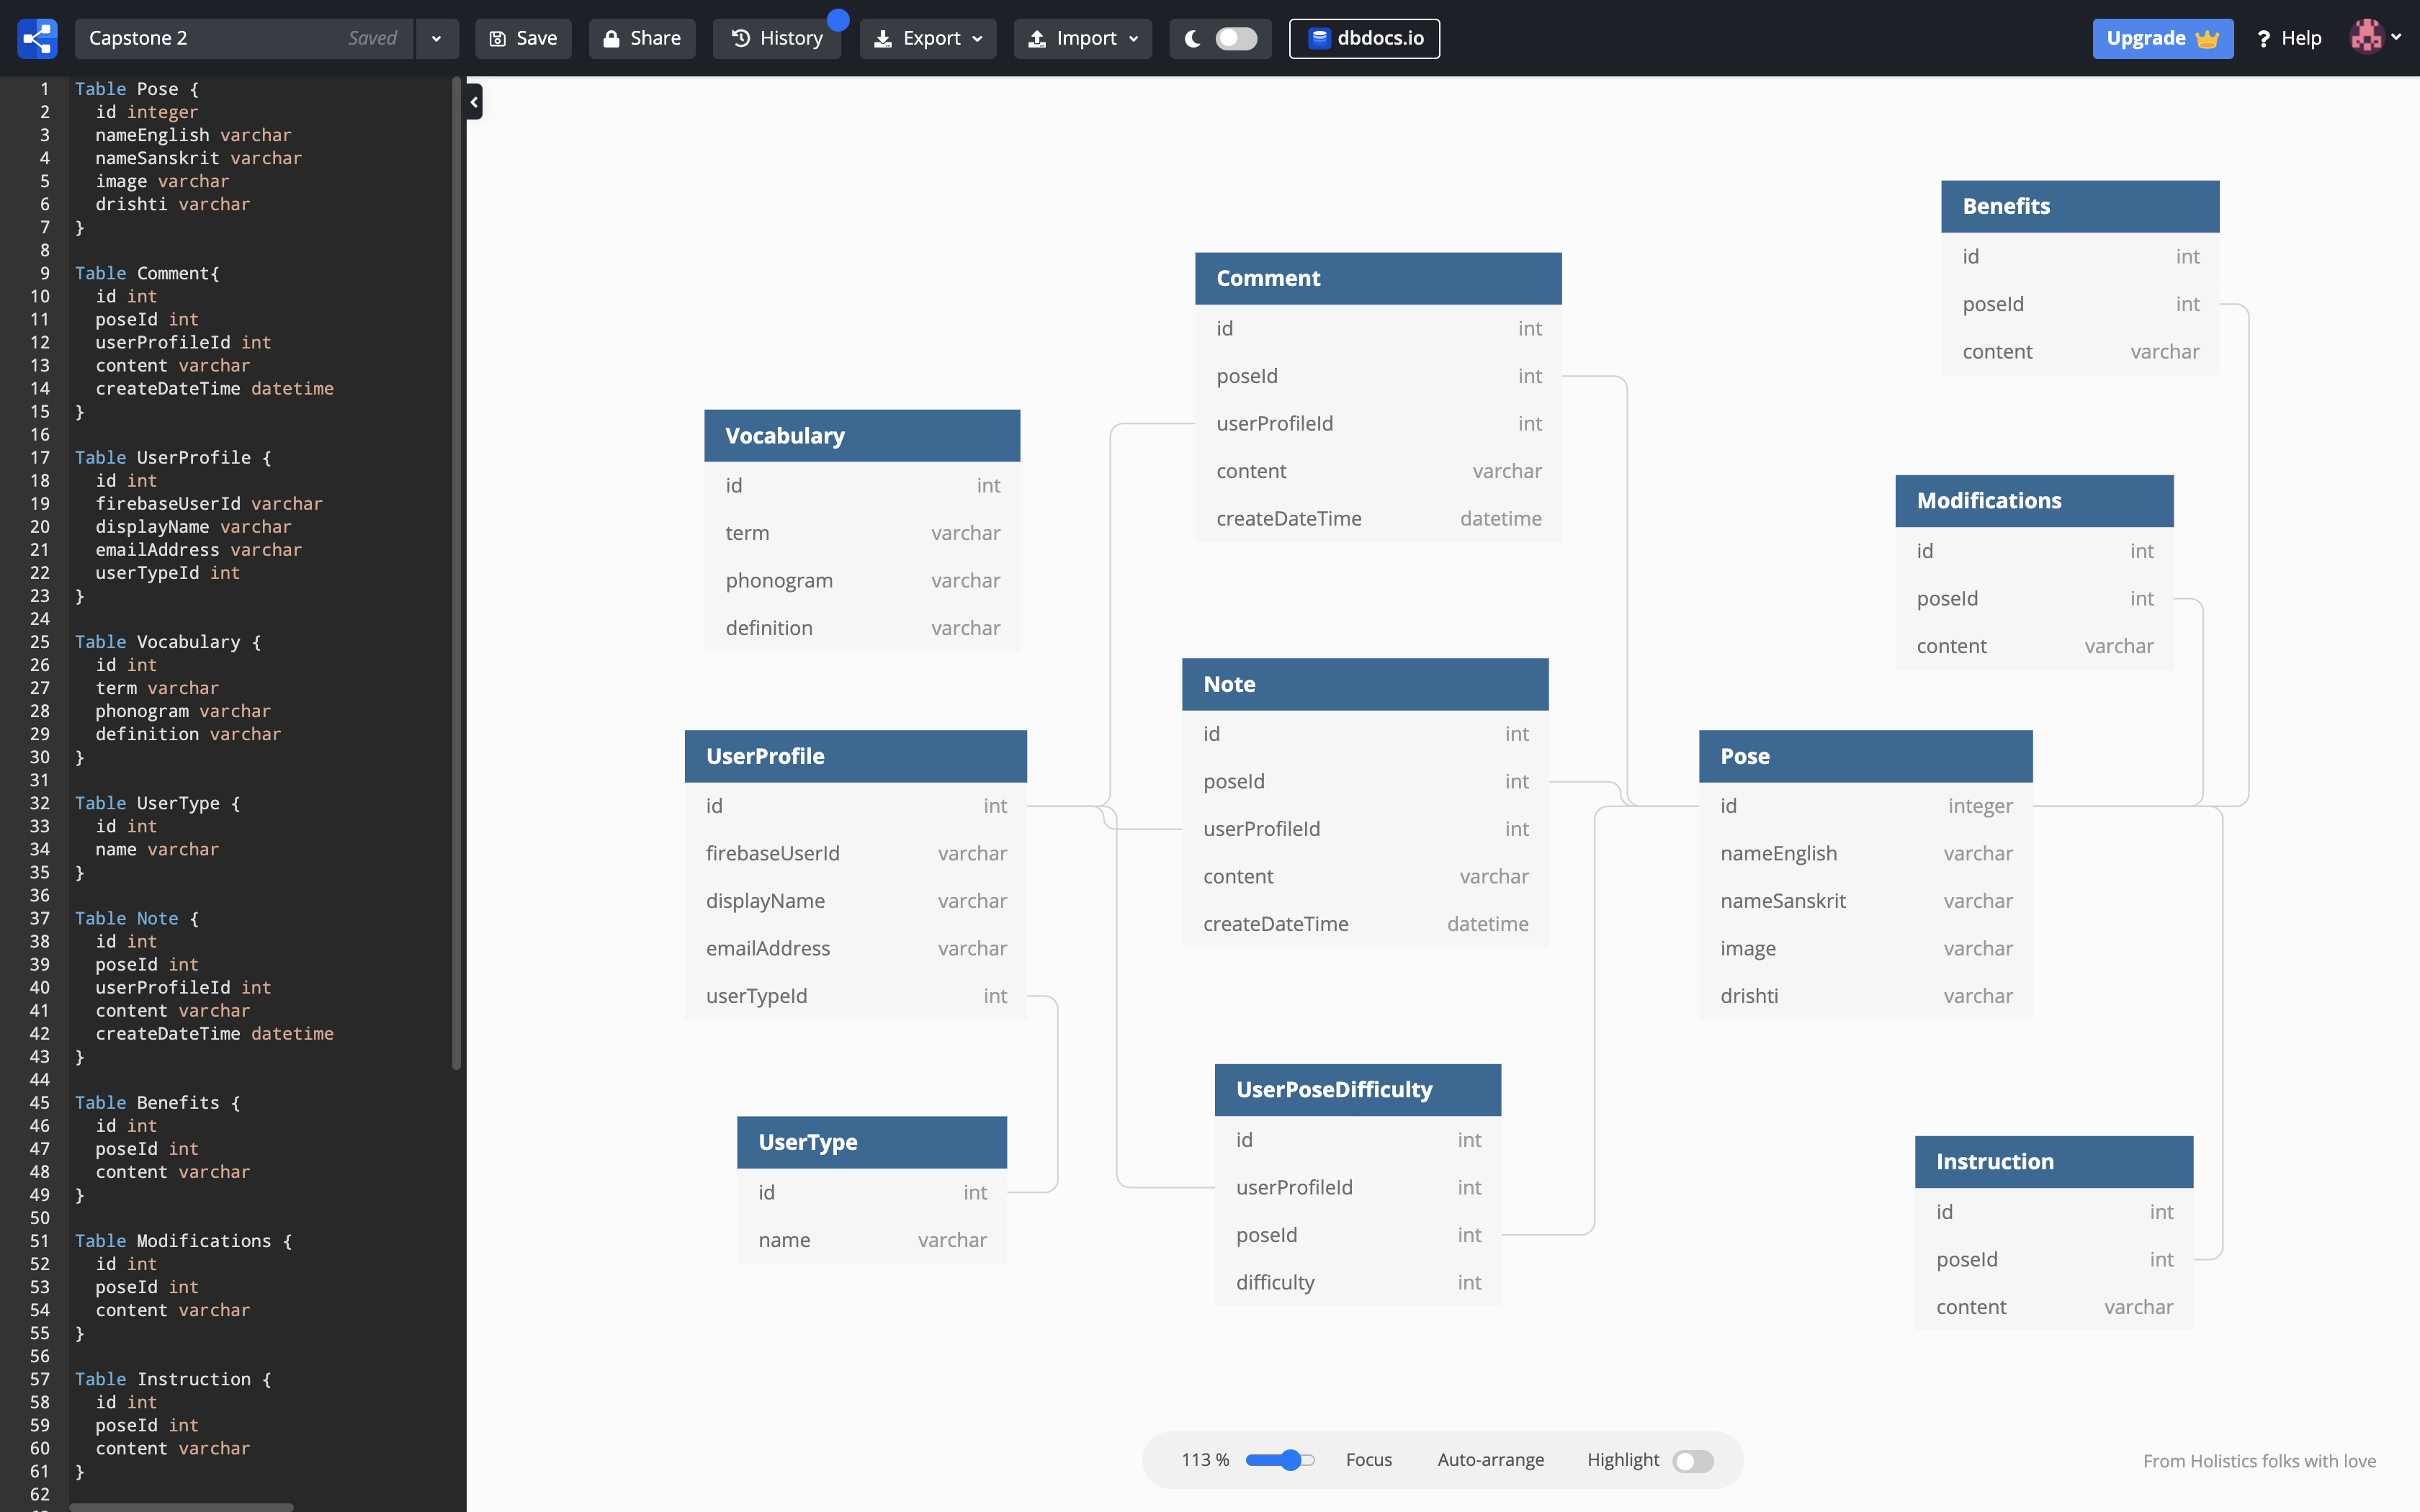 Capstone 2 Saved Save Share History Export Import dbdocs.io Upgrade ? Help
1 Table Pose {
2 id integer
3 nameEnglish varchar
4 nameSanskrit varchar
5 image varchar
6 drishti varchar
7 }
8
9 Table Comment{
10 id int
11 poseId int
12 userProfileId int
13 content varchar
14 createDateTime datetime
15 }
16
17 Table UserProfile {
18 id int
19 firebaseUserId varchar
20 displayName varchar
21 emailAddress varchar
22 userTypeId int
23 }
24
25 Table Vocabulary {
26 id int
27 term varchar
28 phonogram varchar
29 definition varchar
30 }
31
32 Table UserType {
33 id int
34 name varchar
35 }
36
37 Table Note {
38 id int
39 poseId int
40 userProfileId int
41 content varchar
42 createDateTime datetime
43 }
44
45 Table Benefits {
46 id int
47 poseId int
48 content varchar
49 }
50
51 Table Modifications {
52 id int
53 poseId int
54 content varchar
55 }
56
57 Table Instruction {
58 id int
59 poseId int
60 content varchar
61 }
62
Vocabulary
id int
term varchar
phonogram varchar
definition varchar
UserProfile
id int
firebaseUserId varchar
displayName varchar
emailAddress varchar
userTypeId int
UserType
id int
name varchar
Comment
id int
poseId int
userProfileId int
content varchar
createDateTime datetime
Note
id int
poseId int
userProfileId int
content varchar
createDateTime datetime
UserPoseDifficulty
id int
userProfileId int
poseId int
difficulty int
Benefits
id int
poseId int
content varchar
Modifications
id int
poseId int
content varchar
Pose
id integer
nameEnglish varchar
nameSanskrit varchar
image varchar
drishti varchar
Instruction
id int
poseId int
content varchar
113 % Focus Auto-arrange Highlight
From Holistics folks with love